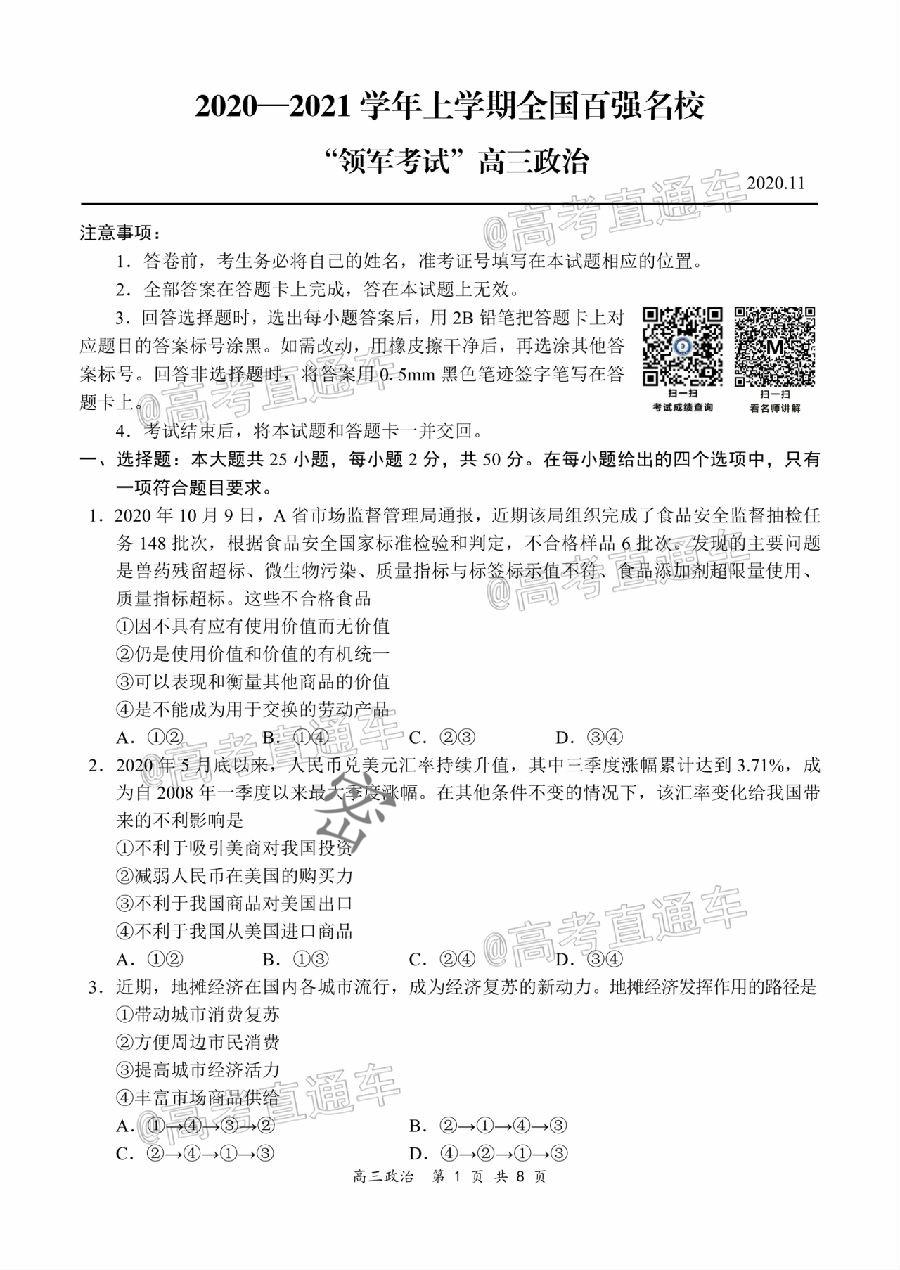 2020—2021 学年上学期全国百强名校
“领军考试”高三政治
2020.11
@高考直通车
注意事项：
1．答卷前，考生务必将自己的姓名，准考证号填写在本试题相应的位置。
2．全部答案在答题卡上完成，答在本试题上无效。
3．回答选择题时，选出每小题答案后，用 2B 铅笔把答题卡上对
应题目的答案标号涂黑。如需改动，用橡皮擦干净后，再选涂其他答
案标号。回答非选择题时，将答案用 0.5mm 黑色笔迹签字笔写在答
题卡上。
扫一扫
考试成绩查询
M
扫一扫
看名师讲解
@高考直通车
4．考试结束后，将本试题和答题卡一并交回。
一、选择题：本大题共 25 小题，每小题 2 分，共 50 分。在每小题给出的四个选项中，只有
一项符合题目要求。
1．2020 年 10 月 9 日，A 省市场监督管理局通报，近期该局组织完成了食品安全监督抽检任
务 148 批次，根据食品安全国家标准检验和判定，不合格样品 6 批次。发现的主要问题
是兽药残留超标、微生物污染、质量指标与标签标示值不符、食品添加剂超限量使用、
质量指标超标。这些不合格食品
@高考直通车
①因不具有应有使用价值而无价值
②仍是使用价值和价值的有机统一
③可以表现和衡量其他商品的价值
④是不能成为用于交换的劳动产品
A．①② B．①④ C．②③ D．③④
@高考直通车
2．2020 年 5 月底以来，人民币兑美元汇率持续升值，其中三季度涨幅累计达到 3.71%，成
为自 2008 年一季度以来最大季度涨幅。在其他条件不变的情况下，该汇率变化给我国带
来的不利影响是
密
①不利于吸引美商对我国投资
②减弱人民币在美国的购买力
③不利于我国商品对美国出口
④不利于我国从美国进口商品
@高考直通车
A．①② B．①③ C．②④ D．③④
3．近期，地摊经济在国内各城市流行，成为经济复苏的新动力。地摊经济发挥作用的路径是
①带动城市消费复苏
②方便周边市民消费
③提高城市经济活力
④丰富市场商品供给
@高考直通车
A．①→④→③→② B．②→①→④→③
C．②→④→①→③ D．④→②→①→③
高三政治 第 1 页 共 8 页